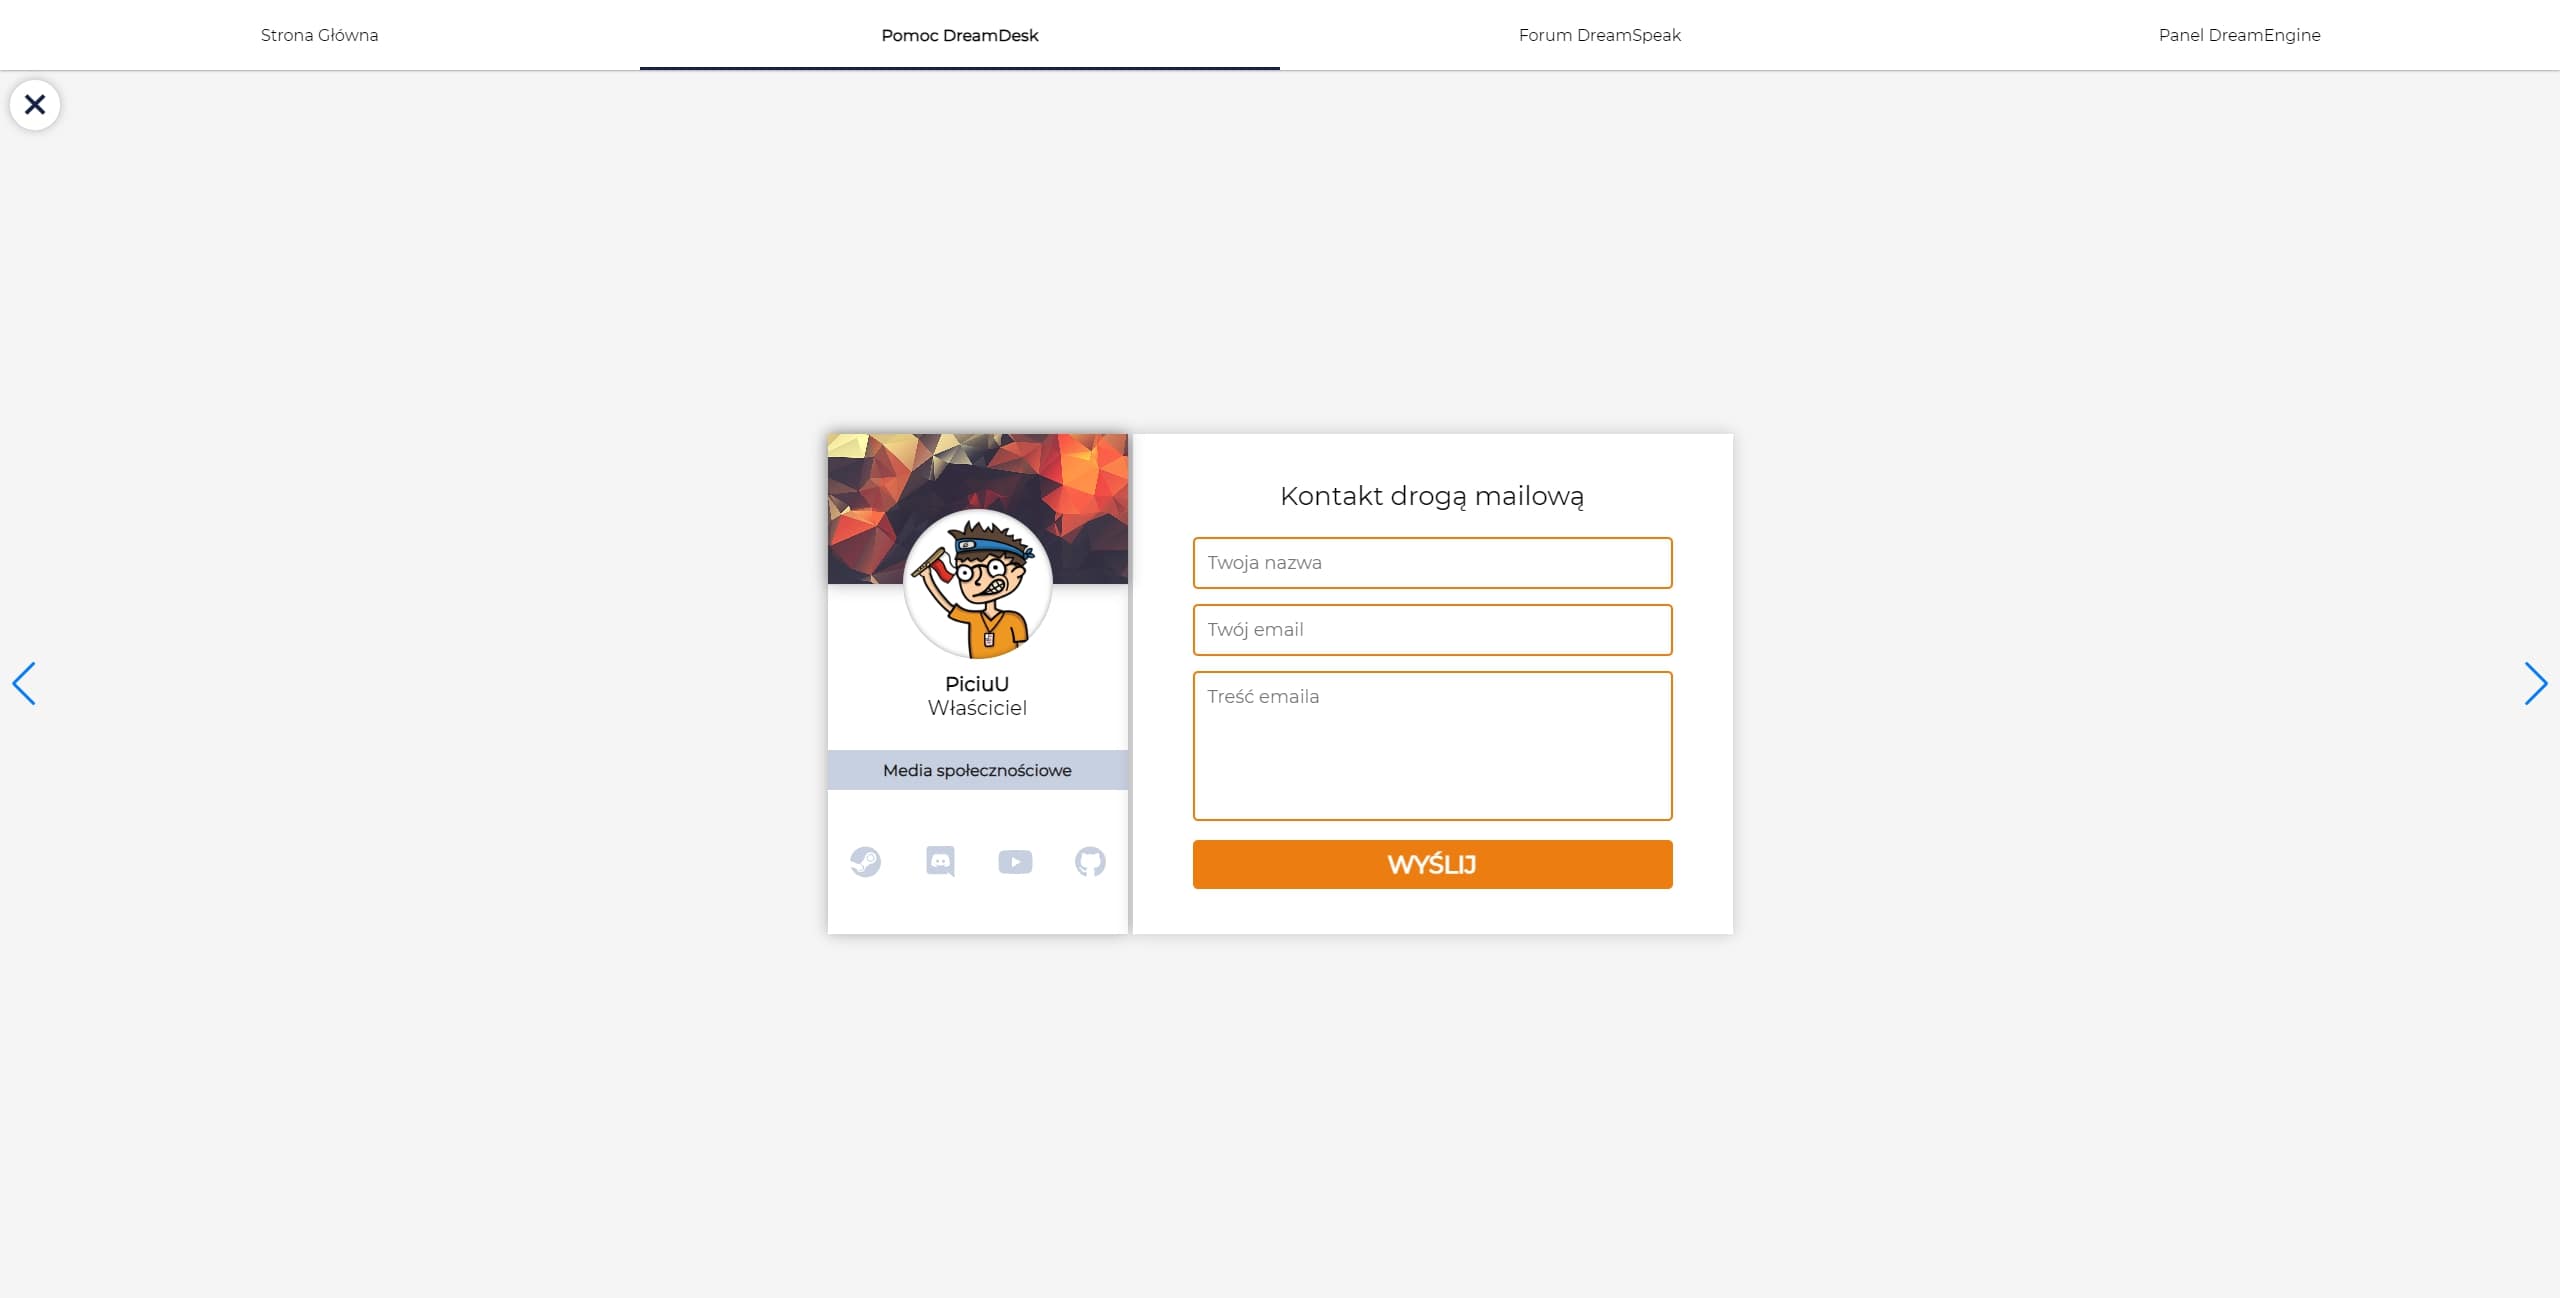 Strona Główna
Pomoc DreamDesk
Forum DreamSpeak
Panel DreamEngine
PiciuU
Właściciel
Media społecznościowe
Kontakt drogą mailową
Twoja nazwa
Twój email
Treść emaila
WYŚLIJ